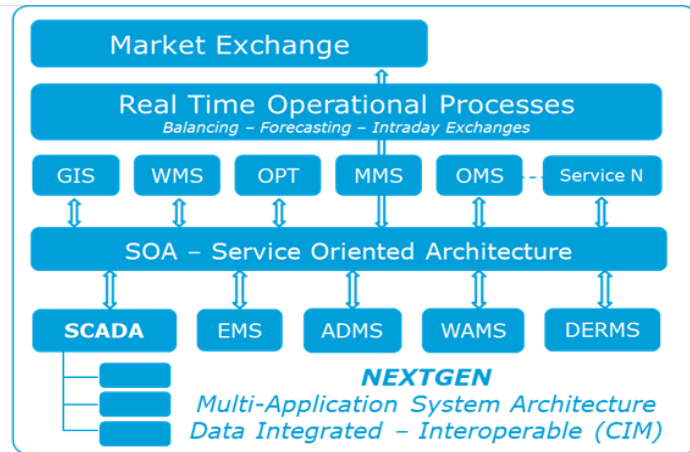 Market Exchange
Real Time Operational Processes
Balancing – Forecasting – Intraday Exchanges
GIS WMS OPT MMS OMS Service N
SOA – Service Oriented Architecture
SCADA EMS ADMS WAMS DERMS
NEXTGEN
Multi-Application System Architecture
Data Integrated – Interoperable (CIM)